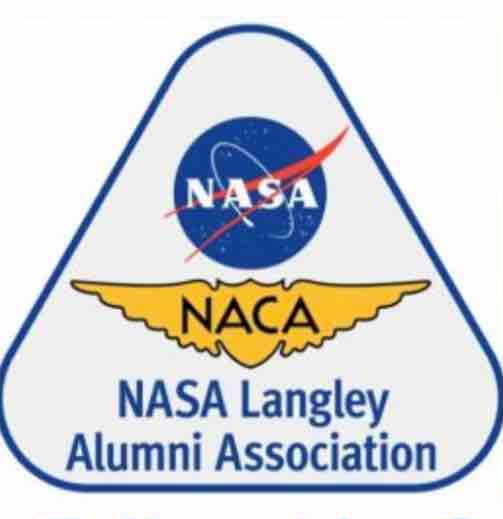 NASA
NACA
NASA Langley
Alumni Association